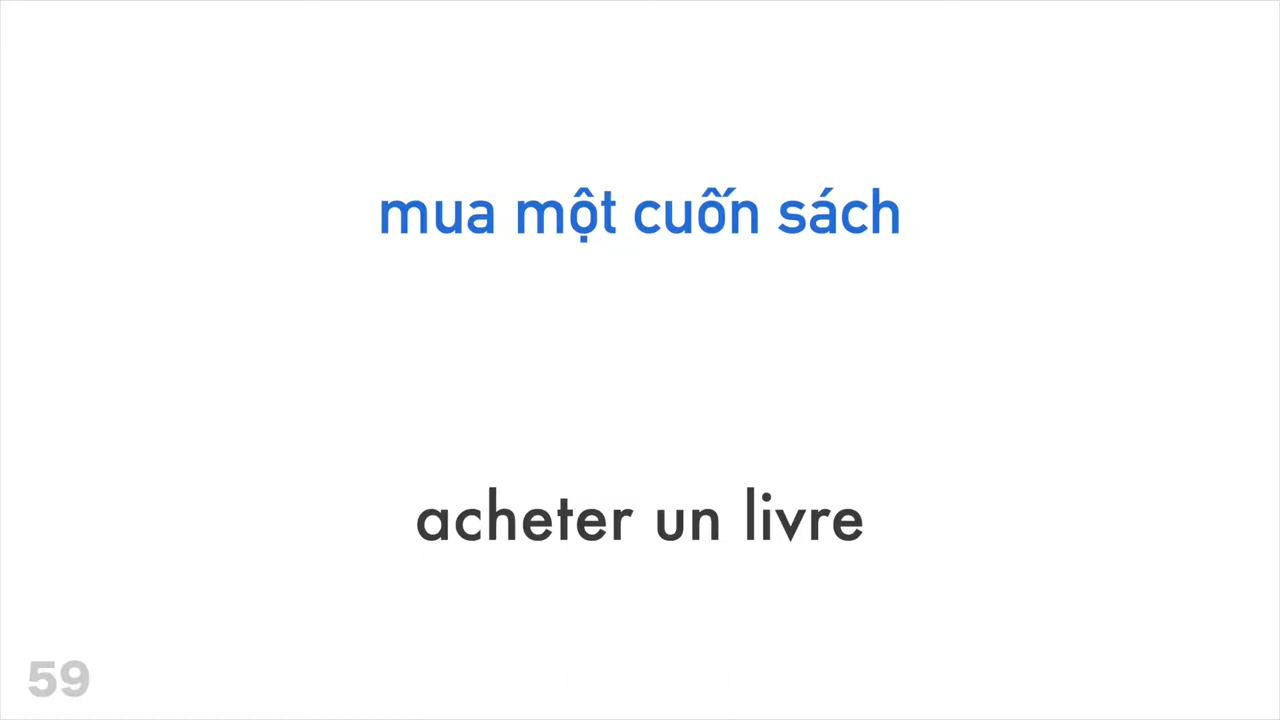 mua một cuốn sách
acheter un livre
59